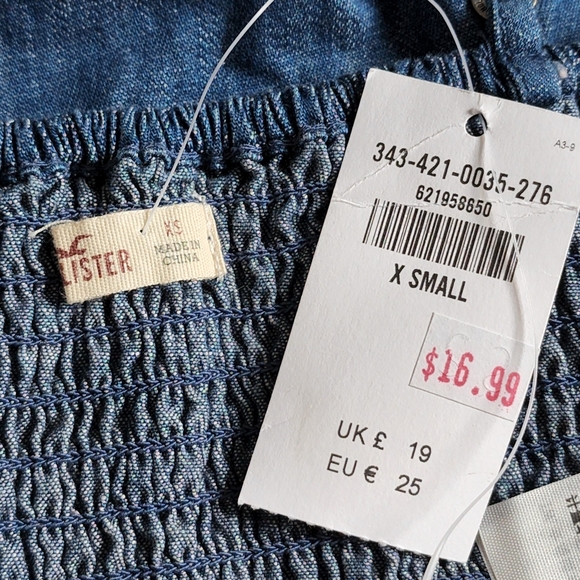 LISTER
XS
MADE IN
CHINA
A3-9
343-421-0035-276
621958650
X SMALL
$16.99
UK £ 19
EU € 25